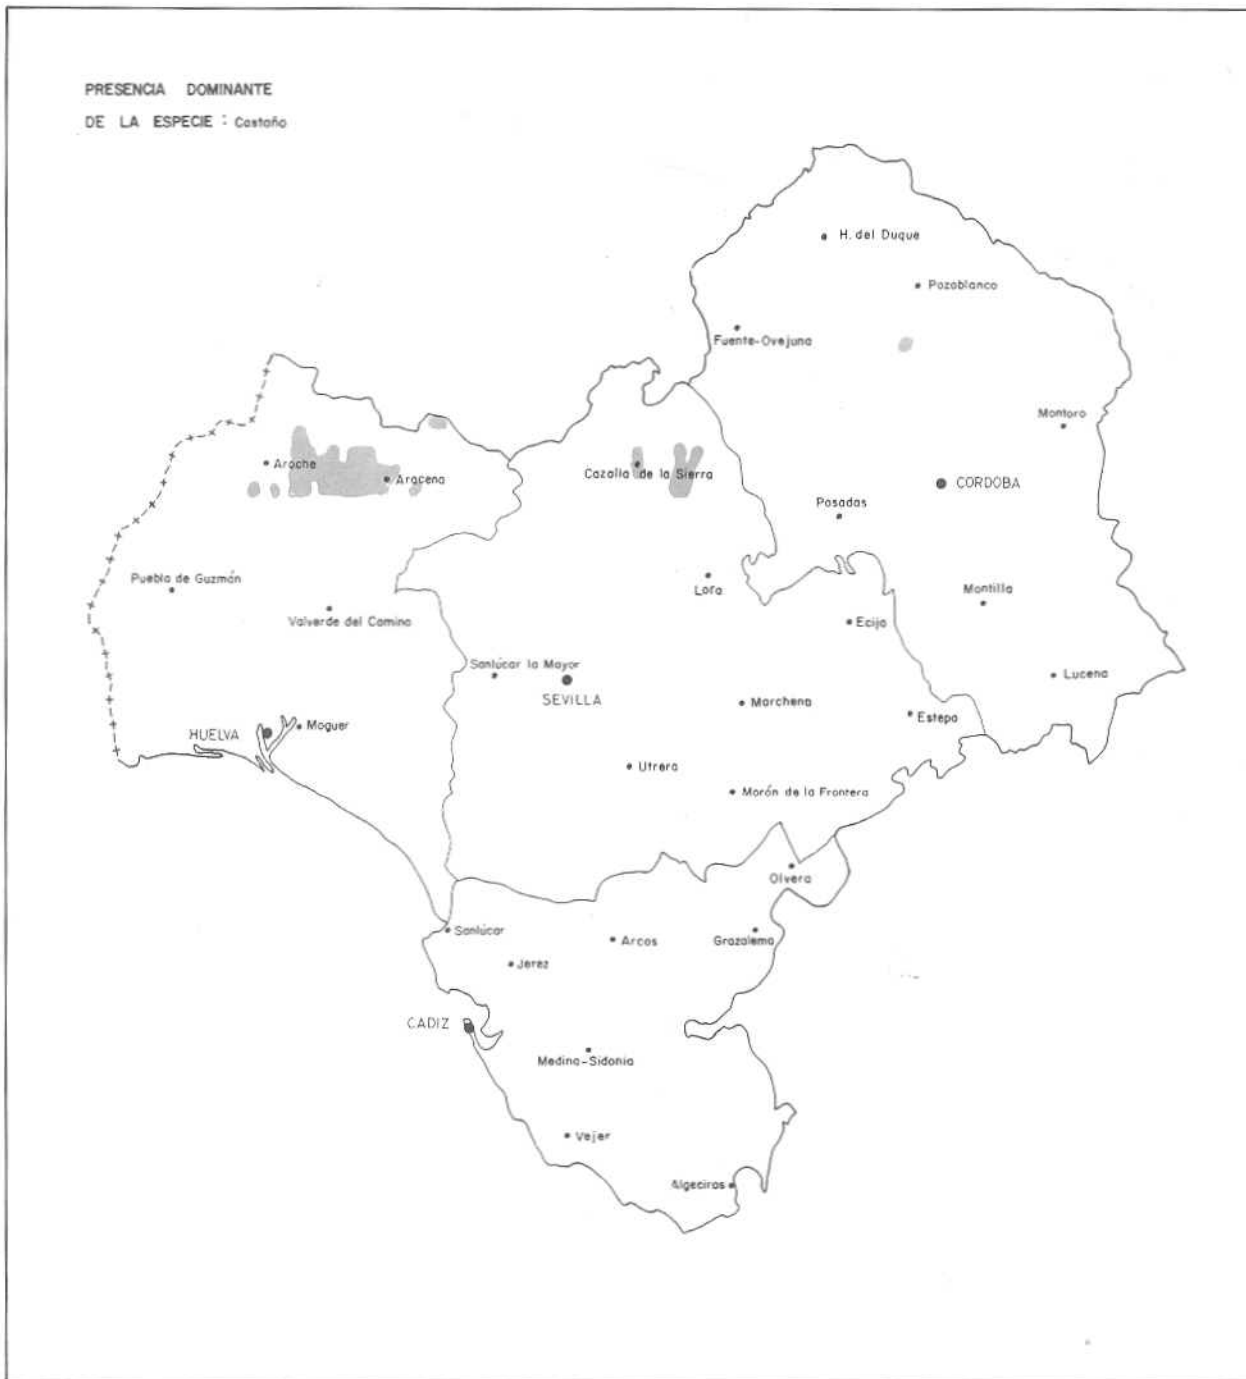 PRESENCIA DOMINANTE
DE LA ESPECIE : Castaño
H. del Duque
Pozoblanco
Fuente-Ovejuna
Montoro
Aroche
Aracena
Cazalla de la Sierra
CORDOBA
Posadas
Puebla de Guzmán
Lora
Montilla
Valverde del Camino
Ecija
Sanlúcar la Mayor
SEVILLA
Lucena
Marchena
Estepa
HUELVA
Moguer
Utrera
Morón de la Frontera
Olvera
Sanlúcar
Arcos
Grazalema
Jerez
CADIZ
Medina-Sidonia
Vejer
Algeciras